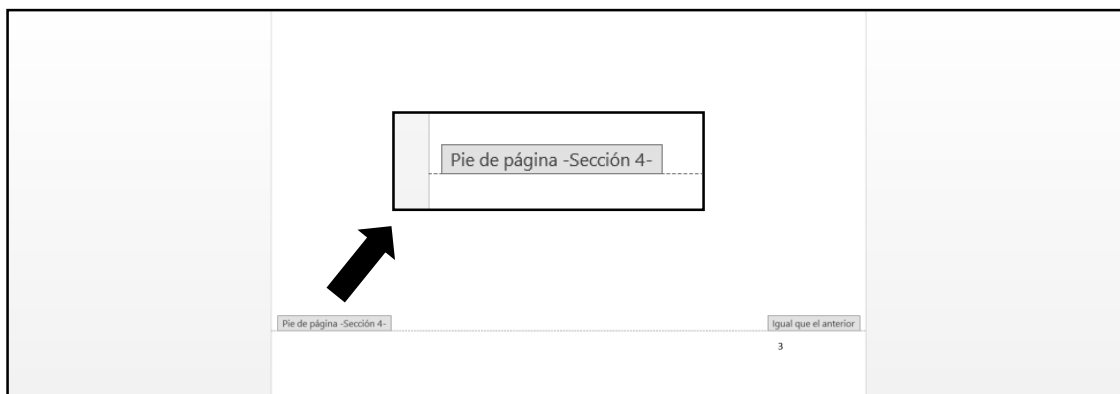 Pie de página -Sección 4-
Pie de página -Sección 4-
Igual que el anterior
3